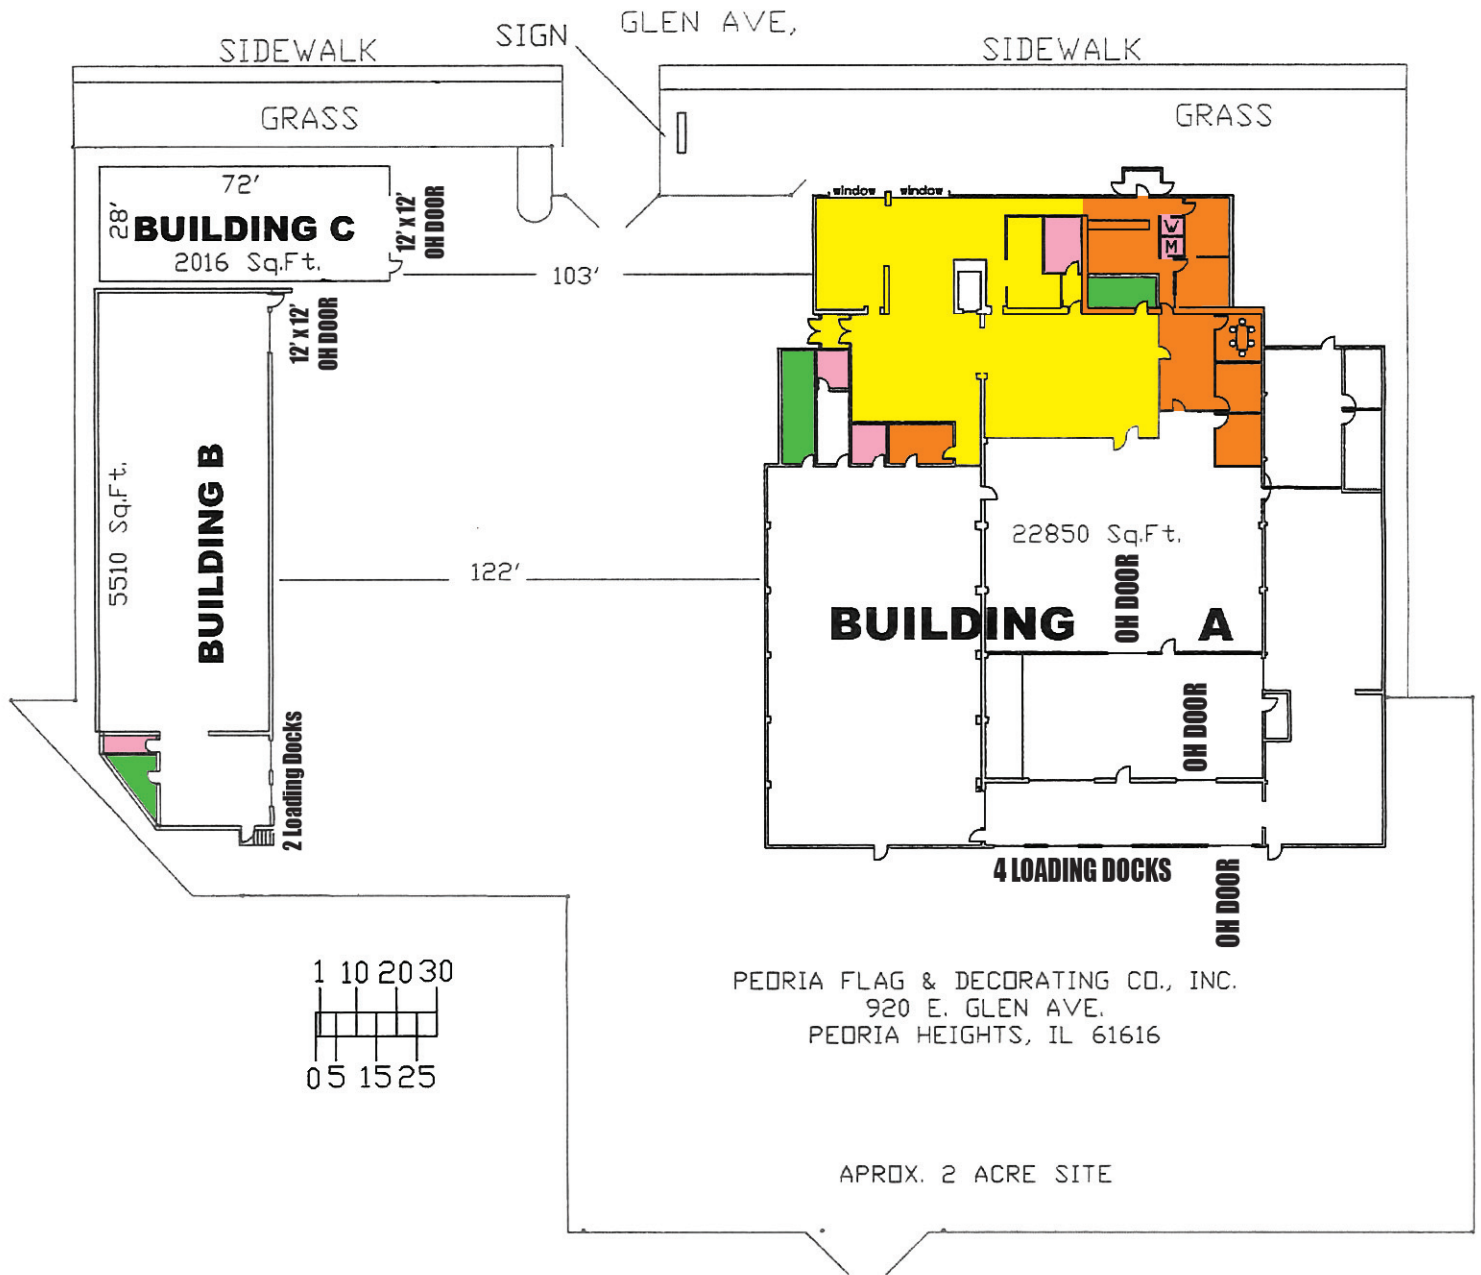 GLEN AVE,
SIGN
SIDEWALK
SIDEWALK
GRASS
GRASS
72'
28'
BUILDING C
2016 Sq.Ft.
12' x 12'
OH DOOR
103'
window
window
W
M
12' x 12'
OH DOOR
5510 Sq.Ft.
BUILDING B
122'
22850 Sq.Ft.
BUILDING A
OH DOOR
OH DOOR
2 Loading Docks
4 LOADING DOCKS
OH DOOR
1 10 20 30
0 5 15 25
PEORIA FLAG & DECORATING CO., INC.
920 E. GLEN AVE.
PEORIA HEIGHTS, IL 61616
APROX. 2 ACRE SITE